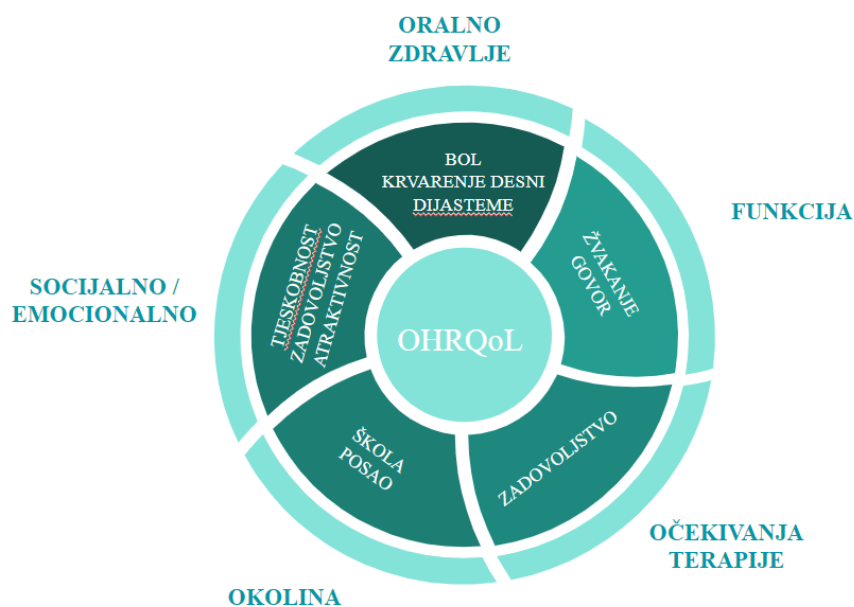 ORALNO
ZDRAVLJE
BOL
KRVARENJE DESNI
DIJASTEME
FUNKCIJA
ŽVAKANJE
GOVOR
SOCIJALNO /
EMOCIONALNO
TJESKOBNOST
ZADOVOLJSTVO
ATRAKTIVNOST
OHRQoL
ŠKOLA
POSAO
ZADOVOLJSTVO
OČEKIVANJA
TERAPIJE
OKOLINA